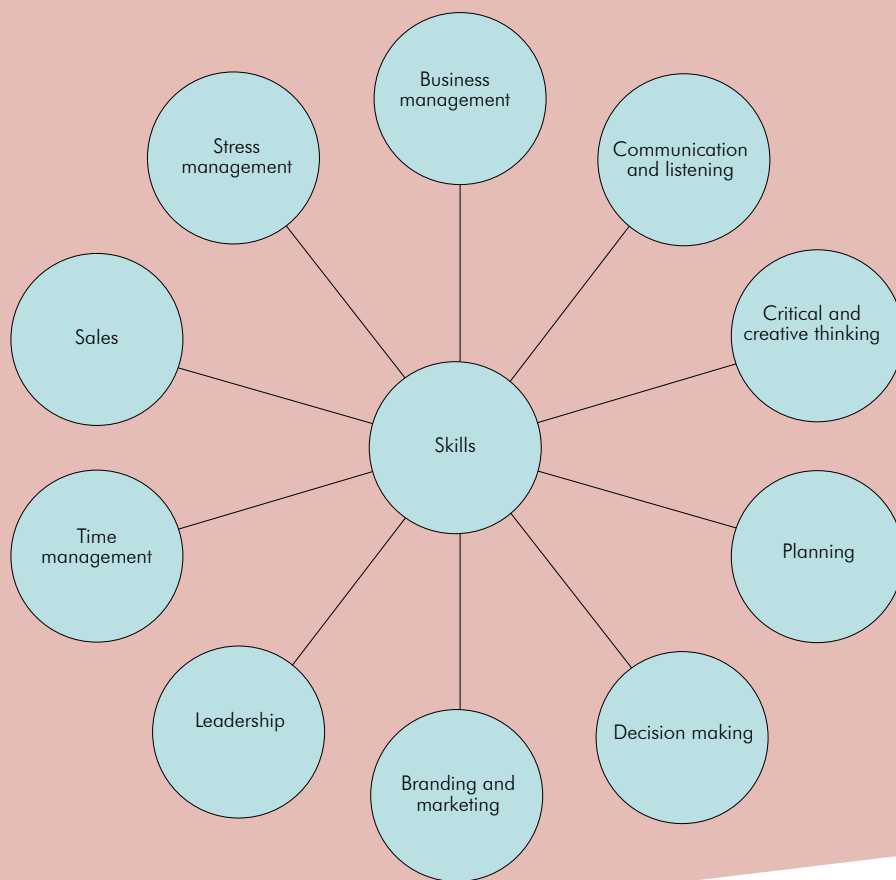 Business
management
Stress
management
Communication
and listening
Critical and
creative thinking
Sales
Skills
Time
management
Planning
Leadership
Decision making
Branding and
marketing